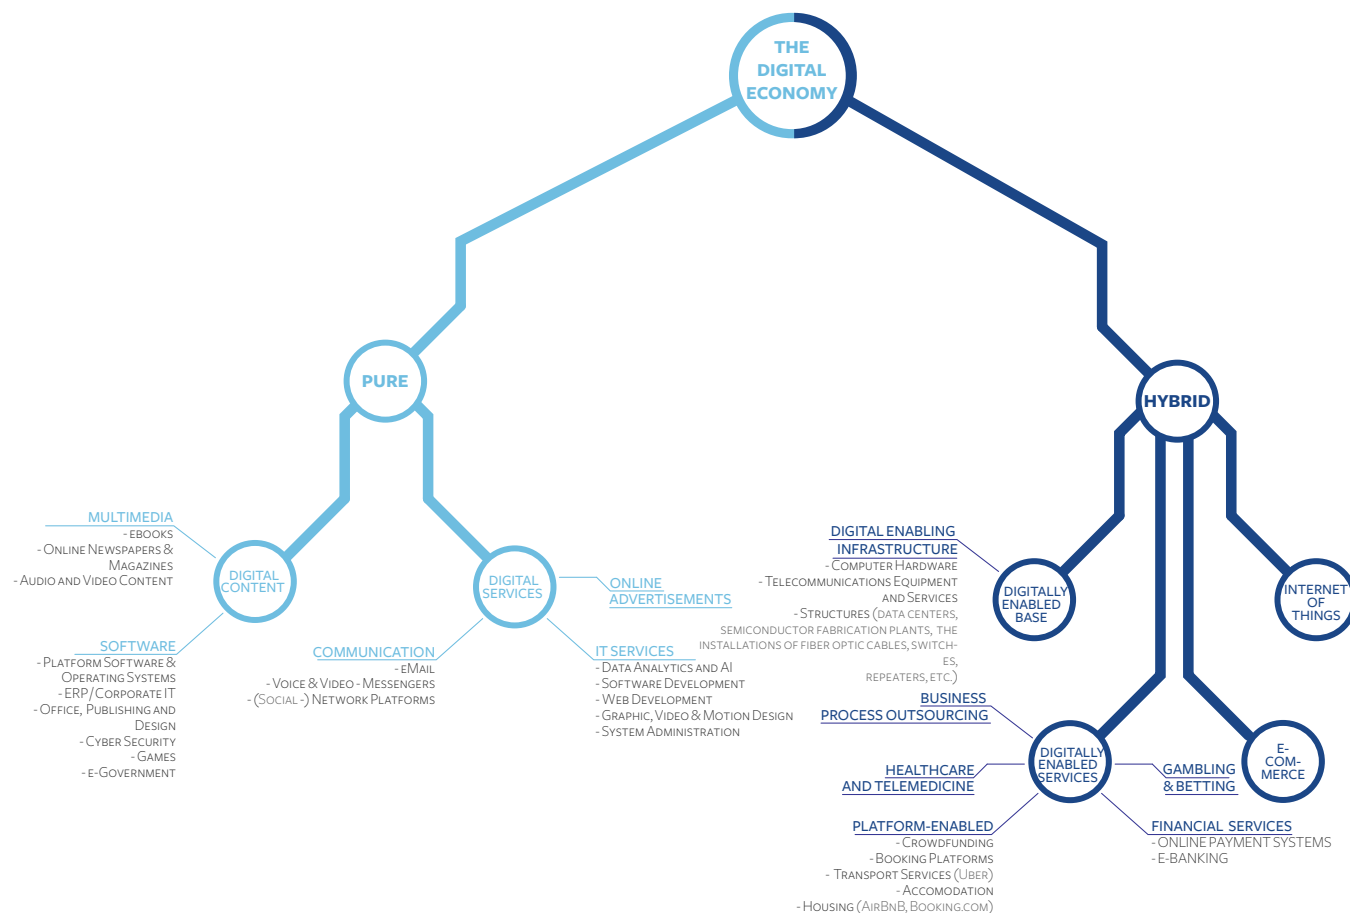 THE
DIGITAL
ECONOMY
PURE
HYBRID
MULTIMEDIA
- eBooks
- Online Newspapers &
Magazines
- Audio and Video Content
DIGITAL
CONTENT
SOFTWARE
- Platform Software &
Operating Systems
- ERP/Corporate IT
- Office, Publishing and
Design
- Cyber Security
- Games
- e-Government
DIGITAL
SERVICES
ONLINE
ADVERTISEMENTS
COMMUNICATION
- eMail
- Voice & Video - Messengers
- (Social -) Network Platforms
IT SERVICES
- Data Analytics and AI
- Software Development
- Web Development
- Graphic, Video & Motion Design
- System Administration
DIGITAL ENABLING
INFRASTRUCTURE
- Computer Hardware
- Telecommunications Equipment
and Services
- Structures (data centers,
semiconductor fabrication plants, the
installations of fiber optic cables, switch-
es,
repeaters, etc.)
DIGITALLY
ENABLED
BASE
INTERNET
OF
THINGS
BUSINESS
PROCESS OUTSOURCING
DIGITALLY
ENABLED
SERVICES
E-
COM-
MERCE
HEALTHCARE
AND TELEMEDICINE
GAMBLING
& BETTING
PLATFORM-ENABLED
- Crowdfunding
- Booking Platforms
- Transport Services (Uber)
- Accomodation
- Housing (AirBnB, Booking.com)
FINANCIAL SERVICES
- ONLINE PAYMENT SYSTEMS
- E-BANKING